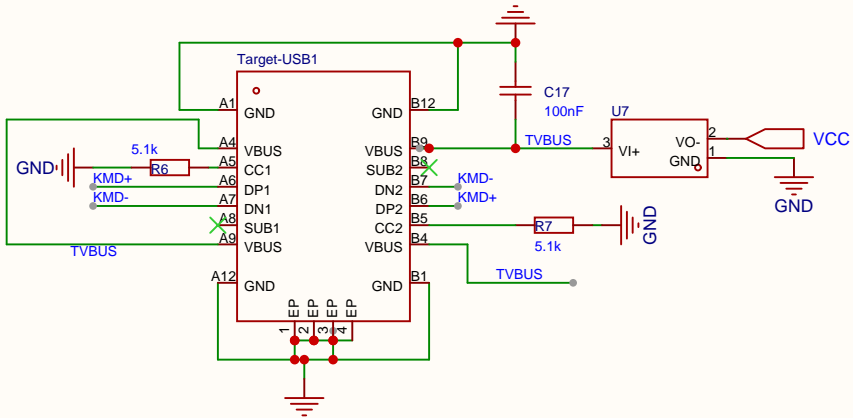 Target-USB1
A1
GND
GND
B12
C17
100nF
U7
5.1k
A4
VBUS
VBUS
B9
TVBUS
3
VI+
VO-
2
VCC
GND
R6
A5
CC1
SUB2
B8
GND
1
KMD+
A6
DP1
DN2
B7
KMD-
KMD-
A7
DN1
DP2
B6
KMD+
GND
A8
SUB1
CC2
B5
R7
GND
TVBUS
A9
VBUS
VBUS
B4
5.1k
A12
GND
GND
B1
TVBUS
EP
EP
EP
EP
1
2
3
4